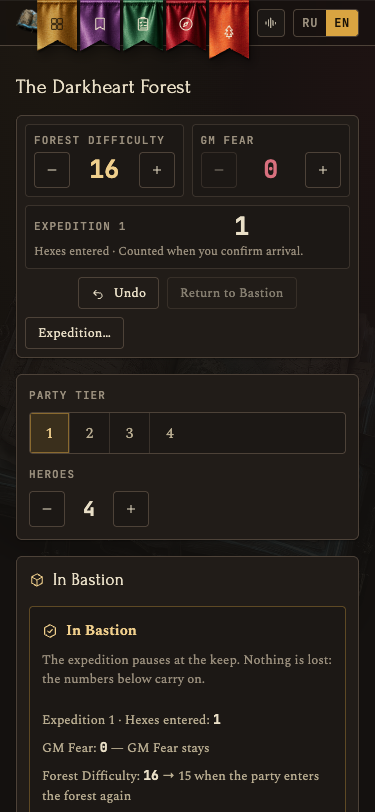 RU EN
The Darkheart Forest
FOREST DIFFICULTY
− 16 +
GM FEAR
− 0 +
EXPEDITION 1
1
Hexes entered · Counted when you confirm arrival.
Undo
Return to Bastion
Expedition…
PARTY TIER
1 2 3 4
HEROES
− 4 +
In Bastion
In Bastion
The expedition pauses at the keep. Nothing is lost:
the numbers below carry on.
Expedition 1 · Hexes entered: 1
GM Fear: 0 — GM Fear stays
Forest Difficulty: 16 → 15 when the party enters
the forest again